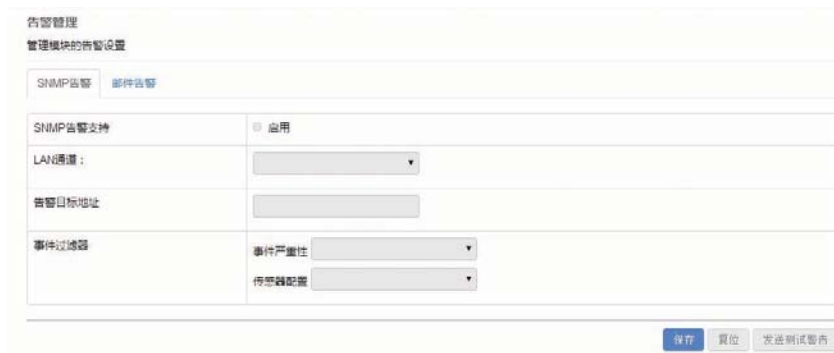 告警管理
管理模块的告警设置
SNMP告警 邮件告警
SNMP告警支持 启用
LAN通道：
告警目标地址
事件过滤器 事件严重性
传感器配置
保存 复位 发送测试警告